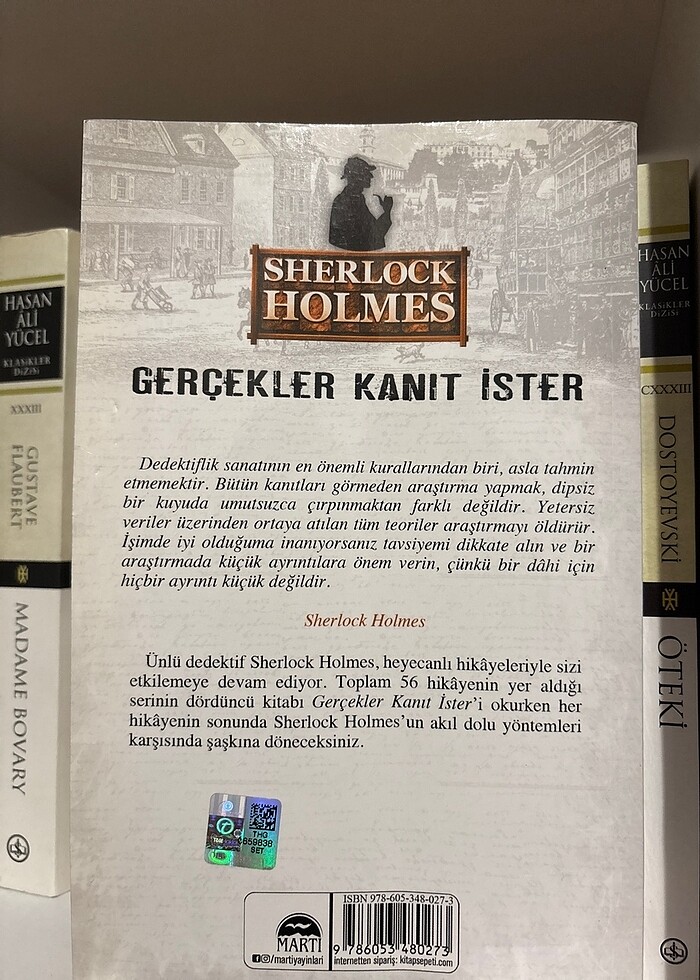 SHERLOCK
HOLMES
GERÇEKLER KANIT İSTER
Dedektiflik sanatının en önemli kurallarından biri, asla tahmin
etmemektir. Bütün kanıtları görmeden araştırma yapmak, dipsiz
bir kuyuda umutsuzca çırpınmaktan farklı değildir. Yetersiz
veriler üzerinden ortaya atılan tüm teoriler araştırmayı öldürür.
İşimde iyi olduğuma inanıyorsanız tavsiyemi dikkate alın ve bir
araştırmada küçük ayrıntılara önem verin, çünkü bir dâhi için
hiçbir ayrıntı küçük değildir.
Sherlock Holmes
Ünlü dedektif Sherlock Holmes, heyecanlı hikâyeleriyle sizi
etkilemeye devam ediyor. Toplam 56 hikâyenin yer aldığı
serinin dördüncü kitabı Gerçekler Kanıt İster'i okurken her
hikâyenin sonunda Sherlock Holmes'un akıl dolu yöntemleri
karşısında şaşkına döneceksiniz.
THG
0859838
SET
MARTI
/martiyayinlari
ISBN 978-605-348-027-3
9 786053 480273
internetten sipariş: kitapsepeti.com
HASAN
ÂLİ
YÜCEL
KLASİKLER
DİZİSİ
XXXIII
GUSTAVE
FLAUBERT
MADAME BOVARY
HASAN
ÂLİ
YÜCEL
KLASİKLER
DİZİSİ
CXXXIII
DOSTOYEVSKİ
ÖTEKİ